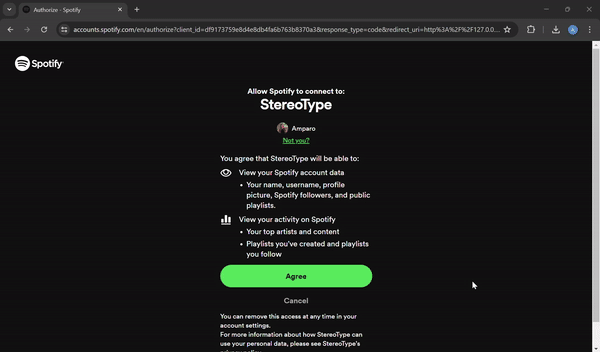 Authorize - Spotify
accounts.spotify.com/en/authorize?client_id=df9173759e8d4e8db4fa6b763b8370a3&response_type=code&redirect_uri=http%3A%2F%2F127.0.0....
Spotify
Allow Spotify to connect to:
StereoType
Amparo
Not you?
You agree that StereoType will be able to:
View your Spotify account data
• Your name, username, profile
picture, Spotify followers, and public
playlists.
View your activity on Spotify
• Your top artists and content
• Playlists you've created and playlists
you follow
Agree
Cancel
You can remove this access at any time in your
account settings.
For more information about how StereoType can
use your personal data, please see StereoType's
privacy policy.